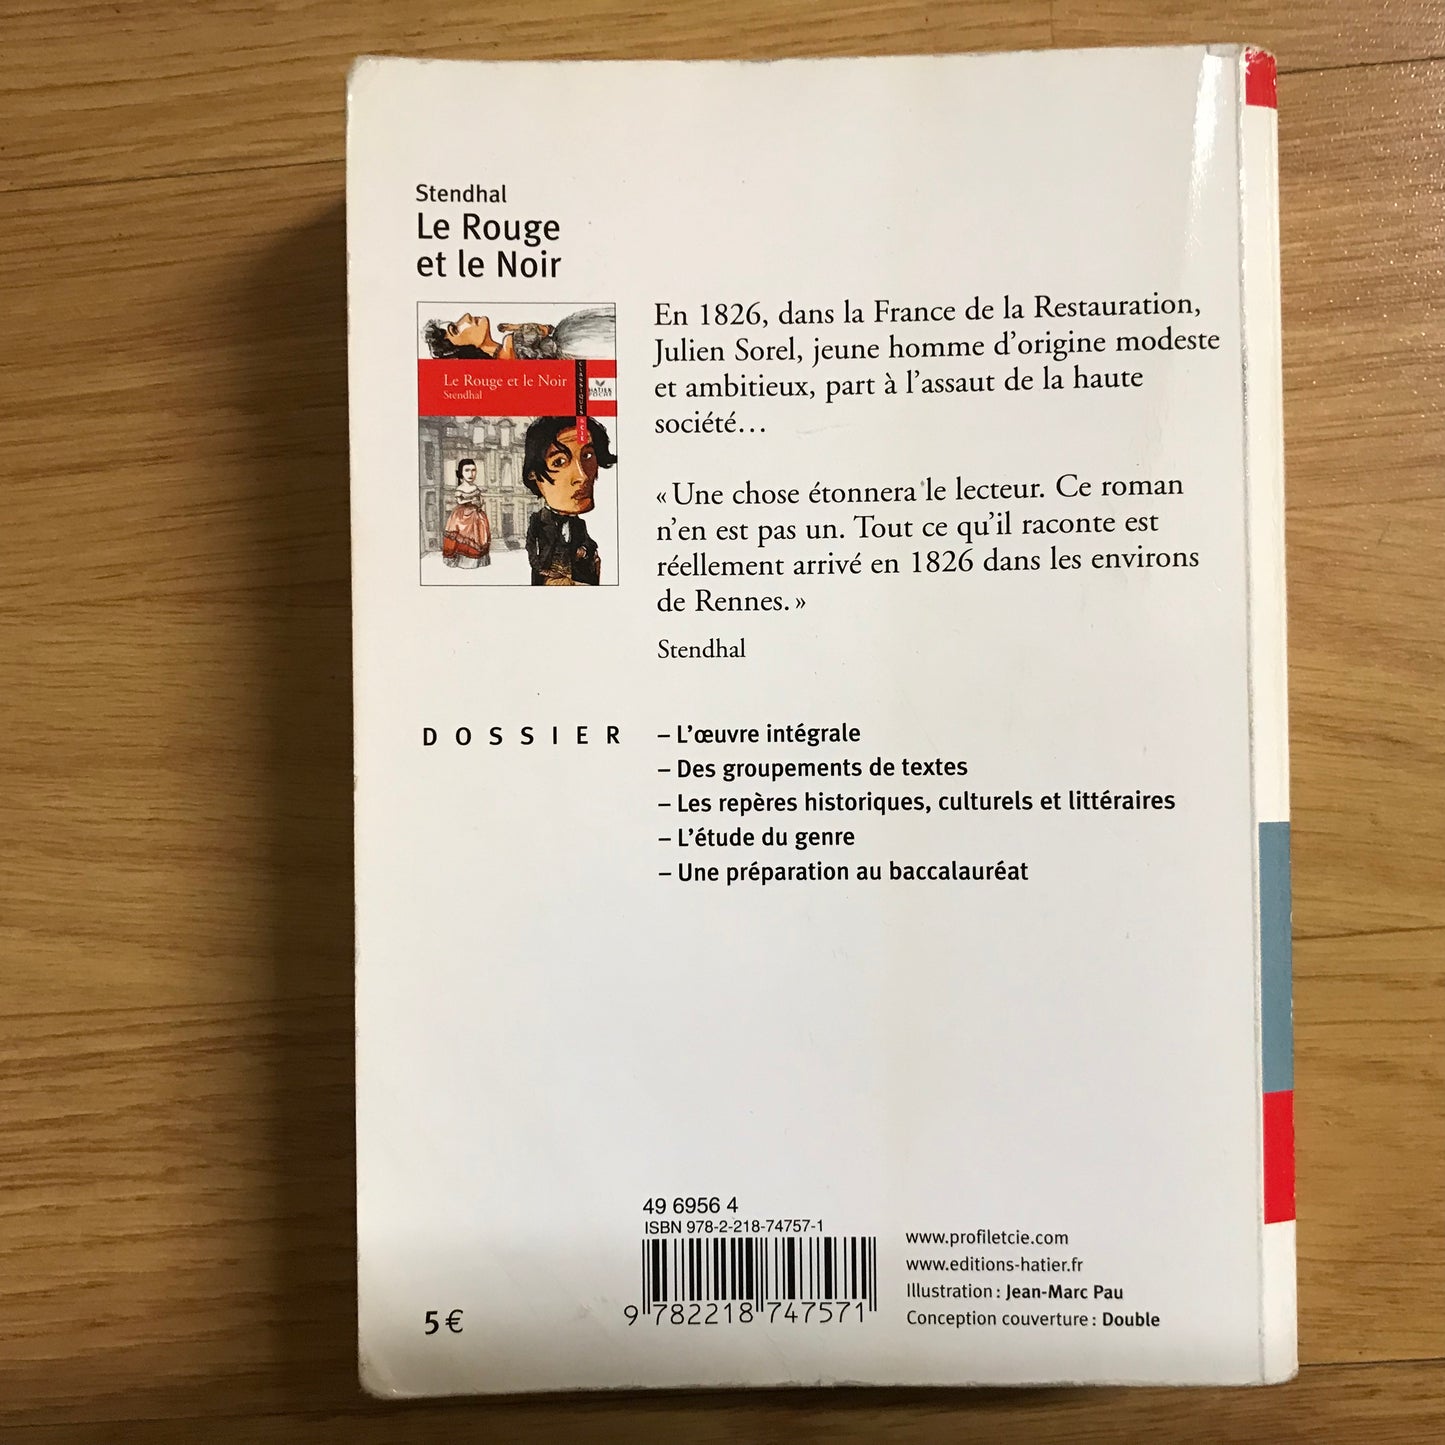 Stendhal
Le Rouge
et le Noir
Le Rouge et le Noir
Stendhal
CLASSIQUES
& CIE
HATIER
POCHE
En 1826, dans la France de la Restauration,
Julien Sorel, jeune homme d'origine modeste
et ambitieux, part à l'assaut de la haute
société…
« Une chose étonnera le lecteur. Ce roman
n'en est pas un. Tout ce qu'il raconte est
réellement arrivé en 1826 dans les environs
de Rennes. »
Stendhal
DOSSIER
– L'œuvre intégrale
– Des groupements de textes
– Les repères historiques, culturels et littéraires
– L'étude du genre
– Une préparation au baccalauréat
49 6956 4
ISBN 978-2-218-74757-1
9 782218 747571
5 €
www.profiletcie.com
www.editions-hatier.fr
Illustration : Jean-Marc Pau
Conception couverture : Double